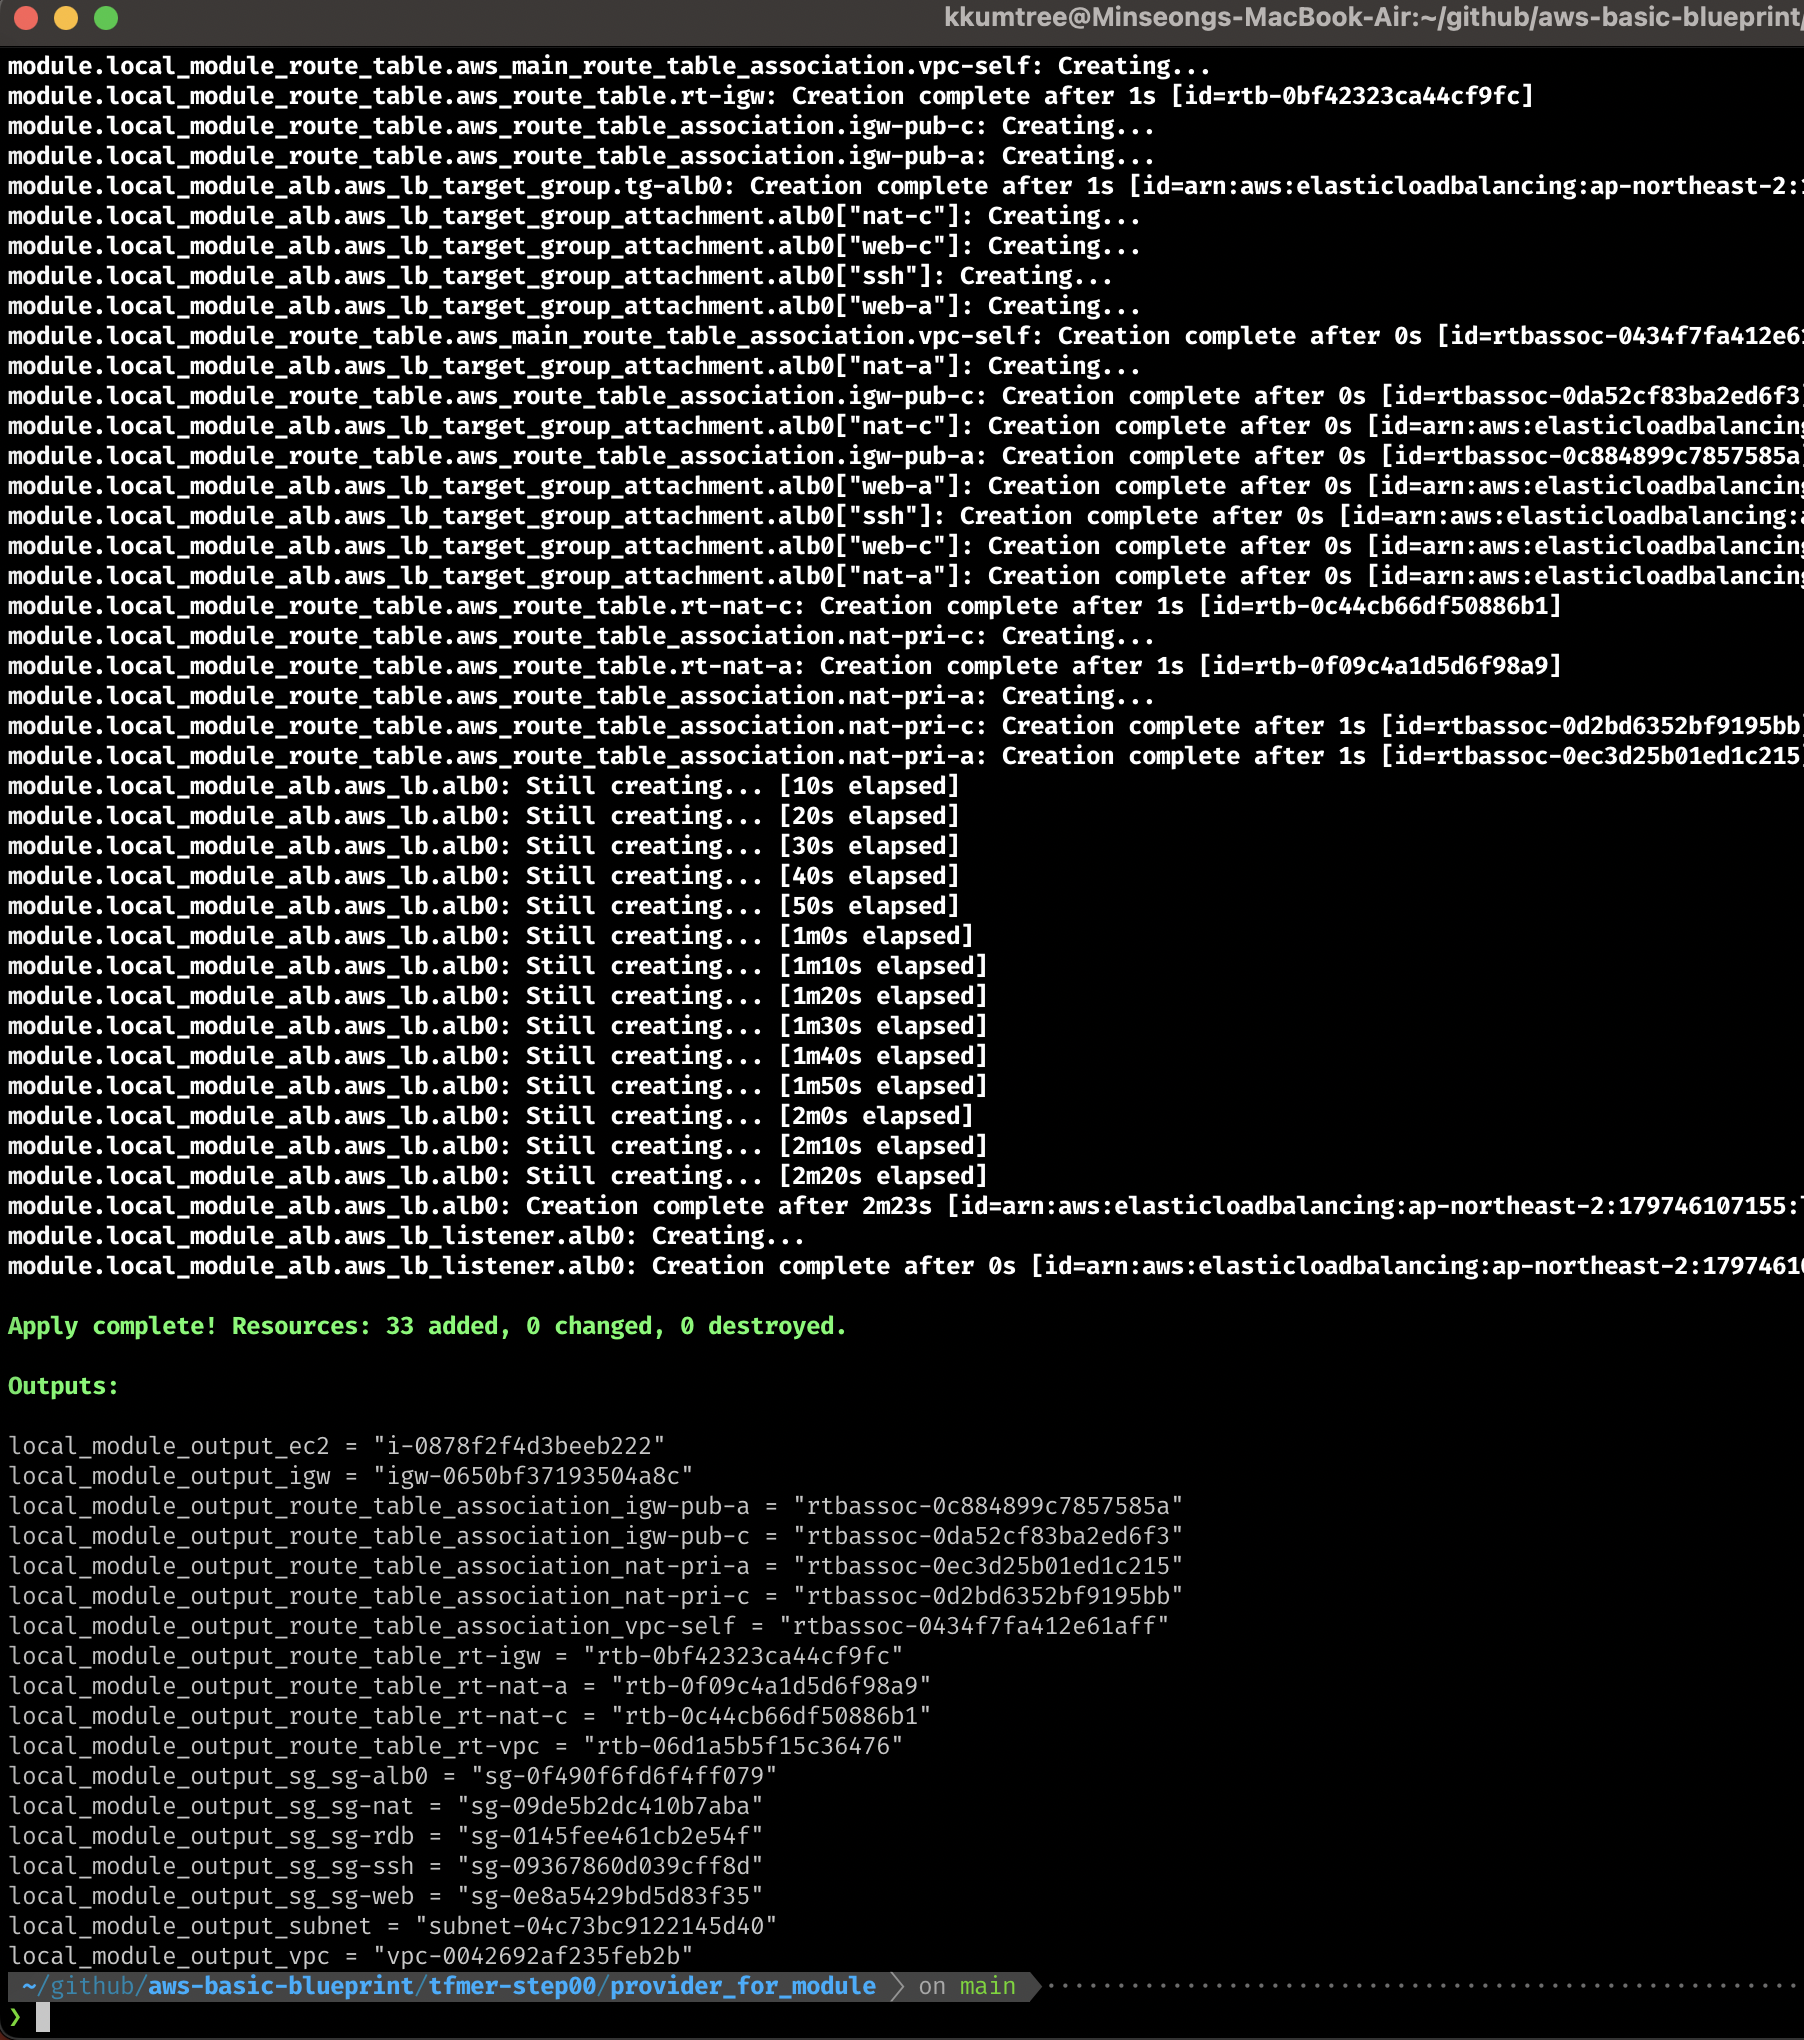 kkumtree@Minseongs-MacBook-Air:~/github/aws-basic-blueprint/
module.local_module_route_table.aws_main_route_table_association.vpc-self: Creating...
module.local_module_route_table.aws_route_table.rt-igw: Creation complete after 1s [id=rtb-0bf42323ca44cf9fc]
module.local_module_route_table.aws_route_table_association.igw-pub-c: Creating...
module.local_module_route_table.aws_route_table_association.igw-pub-a: Creating...
module.local_module_alb.aws_lb_target_group.tg-alb0: Creation complete after 1s [id=arn:aws:elasticloadbalancing:ap-northeast-2:1
module.local_module_alb.aws_lb_target_group_attachment.alb0["nat-c"]: Creating...
module.local_module_alb.aws_lb_target_group_attachment.alb0["web-c"]: Creating...
module.local_module_alb.aws_lb_target_group_attachment.alb0["ssh"]: Creating...
module.local_module_alb.aws_lb_target_group_attachment.alb0["web-a"]: Creating...
module.local_module_route_table.aws_main_route_table_association.vpc-self: Creation complete after 0s [id=rtbassoc-0434f7fa412e61
module.local_module_alb.aws_lb_target_group_attachment.alb0["nat-a"]: Creating...
module.local_module_route_table.aws_route_table_association.igw-pub-c: Creation complete after 0s [id=rtbassoc-0da52cf83ba2ed6f3]
module.local_module_alb.aws_lb_target_group_attachment.alb0["nat-c"]: Creation complete after 0s [id=arn:aws:elasticloadbalancing
module.local_module_route_table.aws_route_table_association.igw-pub-a: Creation complete after 0s [id=rtbassoc-0c884899c7857585a]
module.local_module_alb.aws_lb_target_group_attachment.alb0["web-a"]: Creation complete after 0s [id=arn:aws:elasticloadbalancing
module.local_module_alb.aws_lb_target_group_attachment.alb0["ssh"]: Creation complete after 0s [id=arn:aws:elasticloadbalancing:a
module.local_module_alb.aws_lb_target_group_attachment.alb0["web-c"]: Creation complete after 0s [id=arn:aws:elasticloadbalancing
module.local_module_alb.aws_lb_target_group_attachment.alb0["nat-a"]: Creation complete after 0s [id=arn:aws:elasticloadbalancing
module.local_module_route_table.aws_route_table.rt-nat-c: Creation complete after 1s [id=rtb-0c44cb66df50886b1]
module.local_module_route_table.aws_route_table_association.nat-pri-c: Creating...
module.local_module_route_table.aws_route_table.rt-nat-a: Creation complete after 1s [id=rtb-0f09c4a1d5d6f98a9]
module.local_module_route_table.aws_route_table_association.nat-pri-a: Creating...
module.local_module_route_table.aws_route_table_association.nat-pri-c: Creation complete after 1s [id=rtbassoc-0d2bd6352bf9195bb]
module.local_module_route_table.aws_route_table_association.nat-pri-a: Creation complete after 1s [id=rtbassoc-0ec3d25b01ed1c215]
module.local_module_alb.aws_lb.alb0: Still creating... [10s elapsed]
module.local_module_alb.aws_lb.alb0: Still creating... [20s elapsed]
module.local_module_alb.aws_lb.alb0: Still creating... [30s elapsed]
module.local_module_alb.aws_lb.alb0: Still creating... [40s elapsed]
module.local_module_alb.aws_lb.alb0: Still creating... [50s elapsed]
module.local_module_alb.aws_lb.alb0: Still creating... [1m0s elapsed]
module.local_module_alb.aws_lb.alb0: Still creating... [1m10s elapsed]
module.local_module_alb.aws_lb.alb0: Still creating... [1m20s elapsed]
module.local_module_alb.aws_lb.alb0: Still creating... [1m30s elapsed]
module.local_module_alb.aws_lb.alb0: Still creating... [1m40s elapsed]
module.local_module_alb.aws_lb.alb0: Still creating... [1m50s elapsed]
module.local_module_alb.aws_lb.alb0: Still creating... [2m0s elapsed]
module.local_module_alb.aws_lb.alb0: Still creating... [2m10s elapsed]
module.local_module_alb.aws_lb.alb0: Still creating... [2m20s elapsed]
module.local_module_alb.aws_lb.alb0: Creation complete after 2m23s [id=arn:aws:elasticloadbalancing:ap-northeast-2:179746107155:l
module.local_module_alb.aws_lb_listener.alb0: Creating...
module.local_module_alb.aws_lb_listener.alb0: Creation complete after 0s [id=arn:aws:elasticloadbalancing:ap-northeast-2:17974610
Apply complete! Resources: 33 added, 0 changed, 0 destroyed.
Outputs:
local_module_output_ec2 = "i-0878f2f4d3beeb222"
local_module_output_igw = "igw-0650bf37193504a8c"
local_module_output_route_table_association_igw-pub-a = "rtbassoc-0c884899c7857585a"
local_module_output_route_table_association_igw-pub-c = "rtbassoc-0da52cf83ba2ed6f3"
local_module_output_route_table_association_nat-pri-a = "rtbassoc-0ec3d25b01ed1c215"
local_module_output_route_table_association_nat-pri-c = "rtbassoc-0d2bd6352bf9195bb"
local_module_output_route_table_association_vpc-self = "rtbassoc-0434f7fa412e61aff"
local_module_output_route_table_rt-igw = "rtb-0bf42323ca44cf9fc"
local_module_output_route_table_rt-nat-a = "rtb-0f09c4a1d5d6f98a9"
local_module_output_route_table_rt-nat-c = "rtb-0c44cb66df50886b1"
local_module_output_route_table_rt-vpc = "rtb-06d1a5b5f15c36476"
local_module_output_sg_sg-alb0 = "sg-0f490f6fd6f4ff079"
local_module_output_sg_sg-nat = "sg-09de5b2dc410b7aba"
local_module_output_sg_sg-rdb = "sg-0145fee461cb2e54f"
local_module_output_sg_sg-ssh = "sg-09367860d039cff8d"
local_module_output_sg_sg-web = "sg-0e8a5429bd5d83f35"
local_module_output_subnet = "subnet-04c73bc9122145d40"
local_module_output_vpc = "vpc-0042692af235feb2b"
~/github/aws-basic-blueprint/tfmer-step00/provider_for_module on main
❯